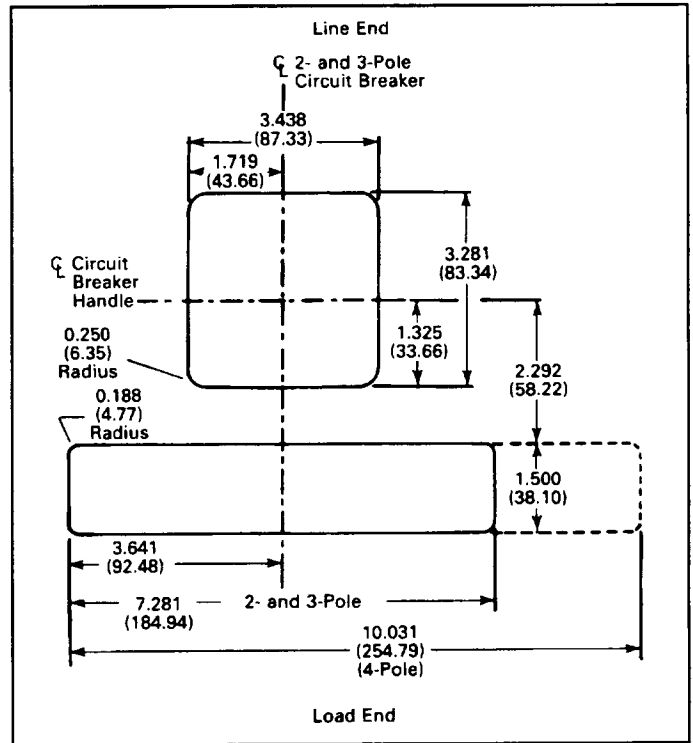 Line End
℄ 2- and 3-Pole
Circuit Breaker
3.438
(87.33)
1.719
(43.66)
3.281
(83.34)
℄ Circuit
Breaker
Handle
1.325
(33.66)
0.250
(6.35)
Radius
2.292
(58.22)
0.188
(4.77)
Radius
1.500
(38.10)
3.641
(92.48)
7.281
(184.94)
2- and 3-Pole
10.031
(254.79)
(4-Pole)
Load End